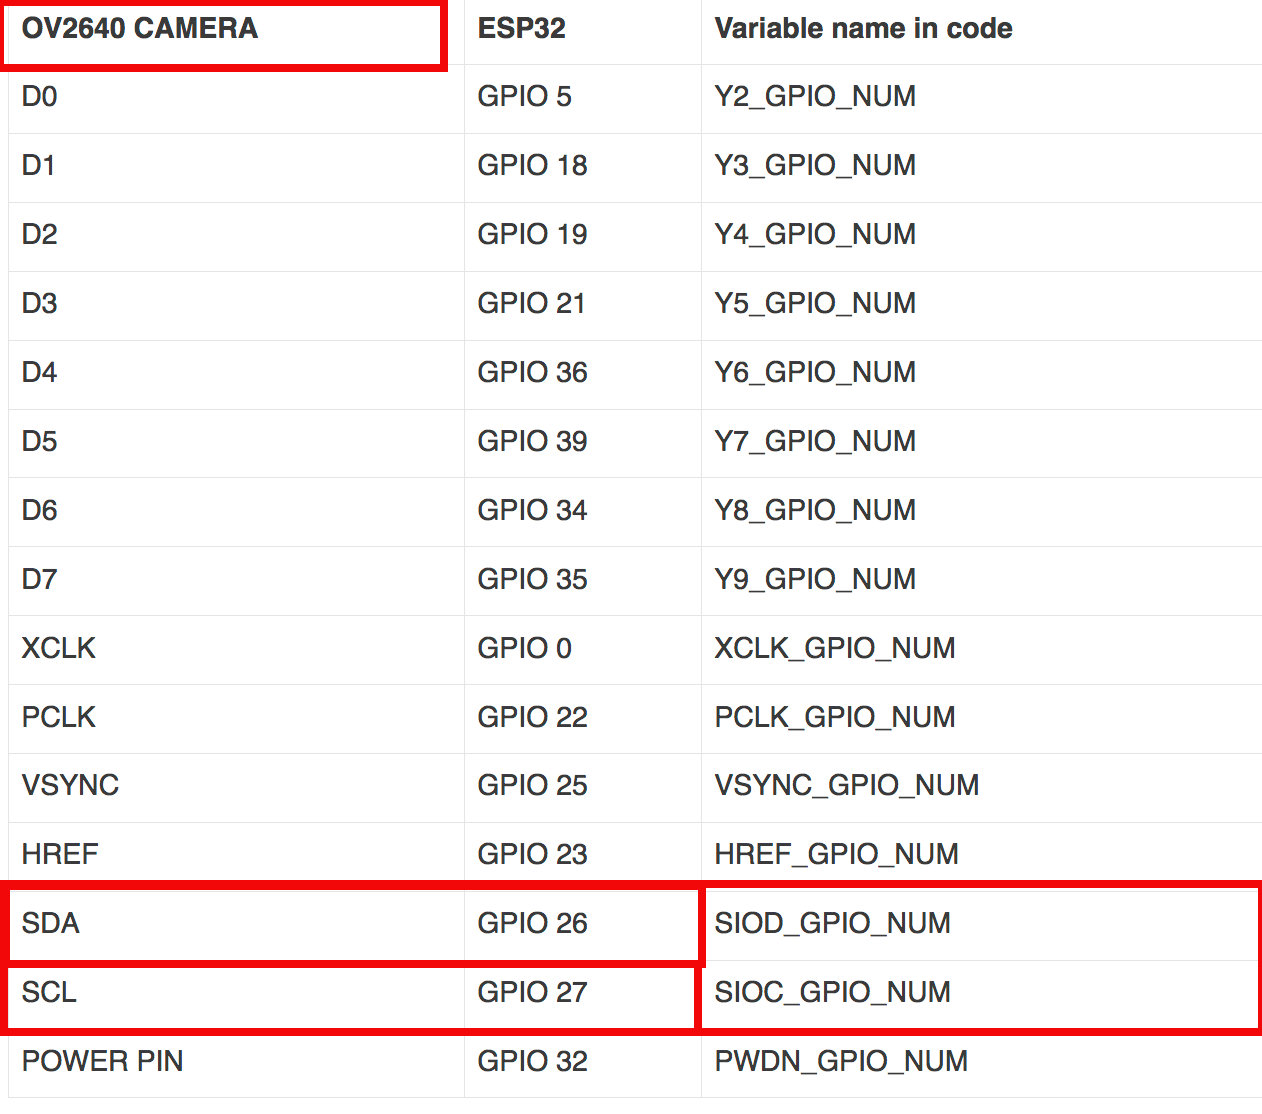 OV2640 CAMERA ESP32 Variable name in code
D0 GPIO 5 Y2_GPIO_NUM
D1 GPIO 18 Y3_GPIO_NUM
D2 GPIO 19 Y4_GPIO_NUM
D3 GPIO 21 Y5_GPIO_NUM
D4 GPIO 36 Y6_GPIO_NUM
D5 GPIO 39 Y7_GPIO_NUM
D6 GPIO 34 Y8_GPIO_NUM
D7 GPIO 35 Y9_GPIO_NUM
XCLK GPIO 0 XCLK_GPIO_NUM
PCLK GPIO 22 PCLK_GPIO_NUM
VSYNC GPIO 25 VSYNC_GPIO_NUM
HREF GPIO 23 HREF_GPIO_NUM
SDA GPIO 26 SIOD_GPIO_NUM
SCL GPIO 27 SIOC_GPIO_NUM
POWER PIN GPIO 32 PWDN_GPIO_NUM